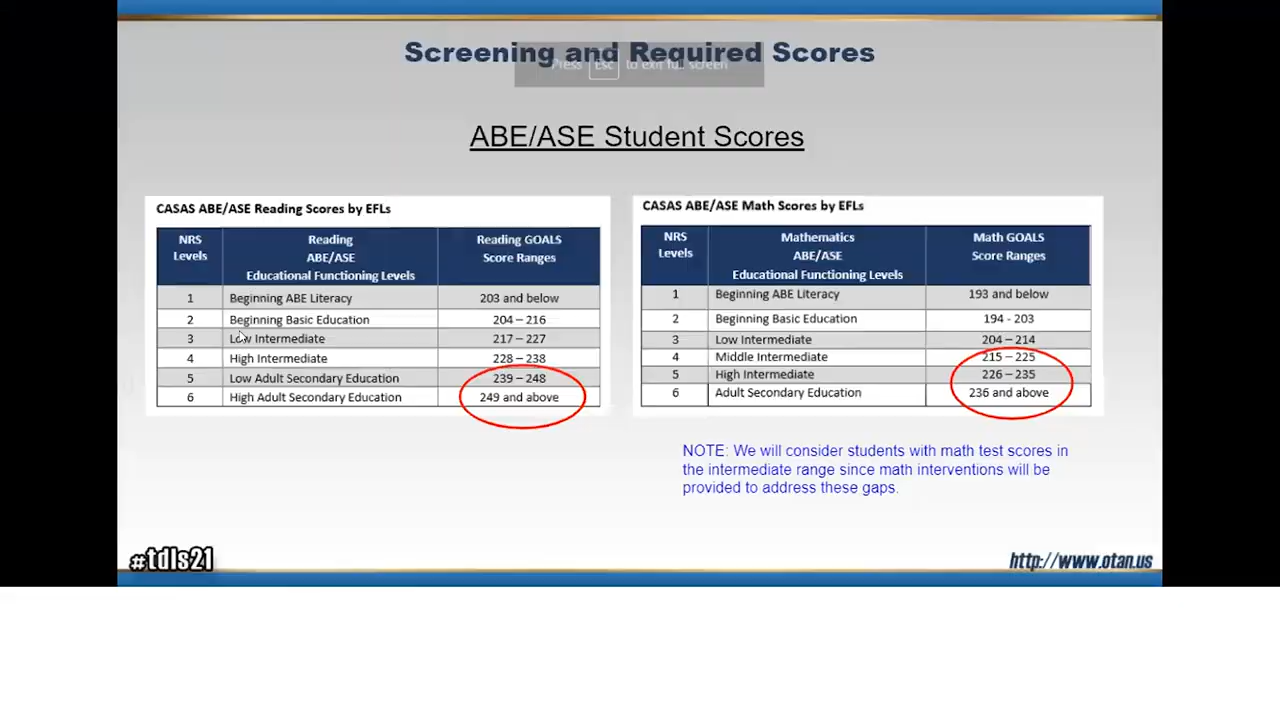 Screening and Required Scores
Press Esc to exit full screen
ABE/ASE Student Scores
CASAS ABE/ASE Reading Scores by EFLs
NRS Levels Reading ABE/ASE Educational Functioning Levels Reading GOALS Score Ranges
1 Beginning ABE Literacy 203 and below
2 Beginning Basic Education 204 – 216
3 Low Intermediate 217 – 227
4 High Intermediate 228 – 238
5 Low Adult Secondary Education 239 – 248
6 High Adult Secondary Education 249 and above
CASAS ABE/ASE Math Scores by EFLs
NRS Levels Mathematics ABE/ASE Educational Functioning Levels Math GOALS Score Ranges
1 Beginning ABE Literacy 193 and below
2 Beginning Basic Education 194 - 203
3 Low Intermediate 204 – 214
4 Middle Intermediate 215 – 225
5 High Intermediate 226 – 235
6 Adult Secondary Education 236 and above
NOTE: We will consider students with math test scores in
the intermediate range since math interventions will be
provided to address these gaps.
#tdls21
http://www.otan.us